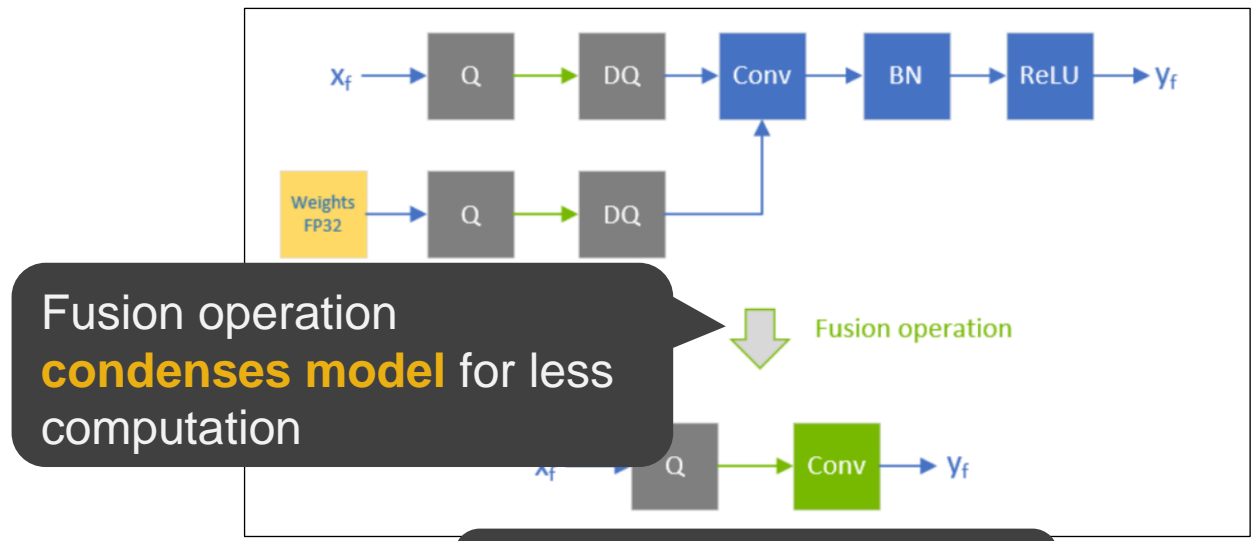 xf Q DQ Conv BN ReLU yf
Weights
FP32
Q DQ
Fusion operation
condenses model for less
computation
Fusion operation
xf Q Conv yf